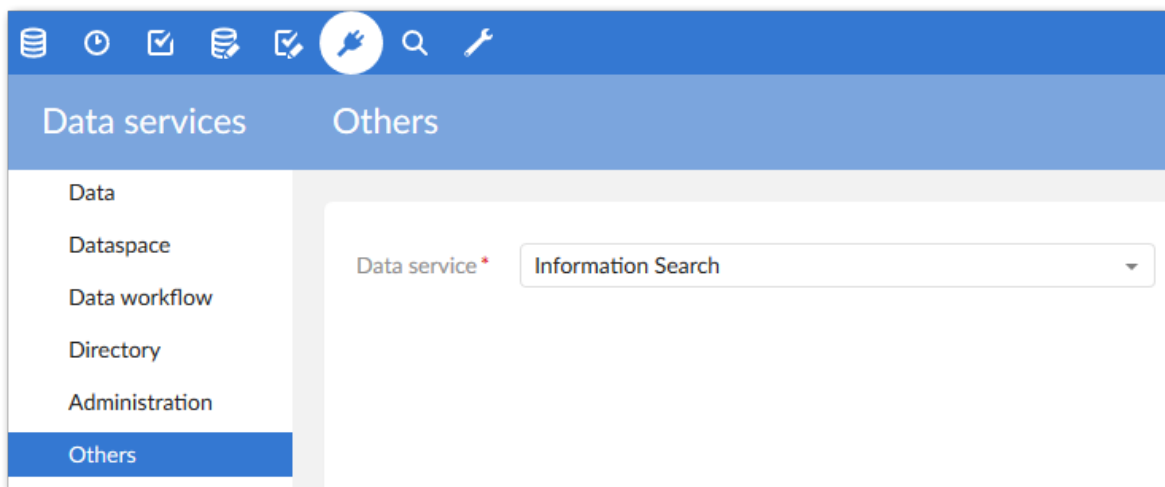 Data services
Others
Data
Dataspace
Data workflow
Directory
Administration
Others
Data service*
Information Search